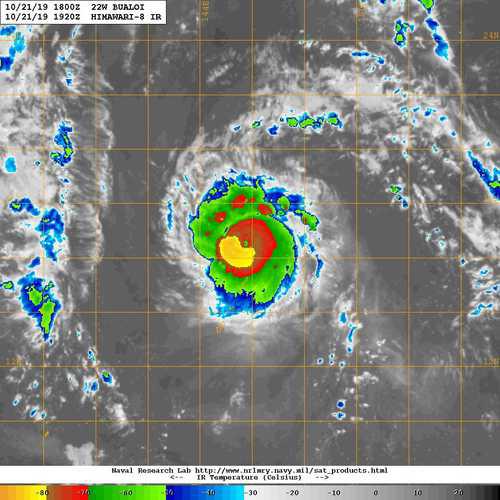 10/21/19 1800Z 22W BUALOI
10/21/19 1920Z HIMAWARI-8 IR
144E
24N
12N
12N
Naval Research Lab http://www.nrlmry.navy.mil/sat_products.html
<-- IR Temperature (Celsius) -->
-80 -70 -60 -50 -40 -30 -20 -10 0 10 20